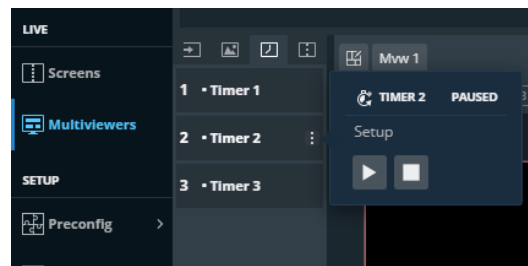 LIVE
Screens
Multiviewers
SETUP
Preconfig
1 • Timer 1
2 • Timer 2
3 • Timer 3
Mvw 1
TIMER 2 PAUSED
Setup